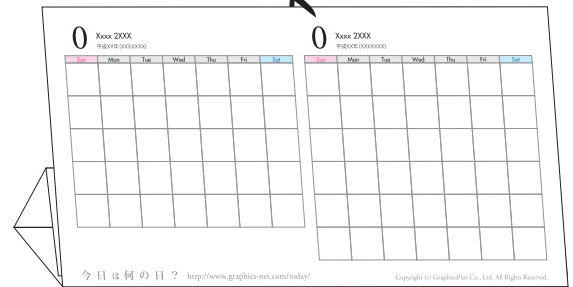 0 Xxxx 2XXX
平成XX年(XXXXXXX)
Sun Mon Tue Wed Thu Fri Sat
0 Xxxx 2XXX
平成XX年(XXXXXXX)
Sun Mon Tue Wed Thu Fri Sat
今日は何の日？ http://www.graphics-net.com/today/
Copyright (c) GraphicsPlus Co., Ltd. All Rights Reserved.